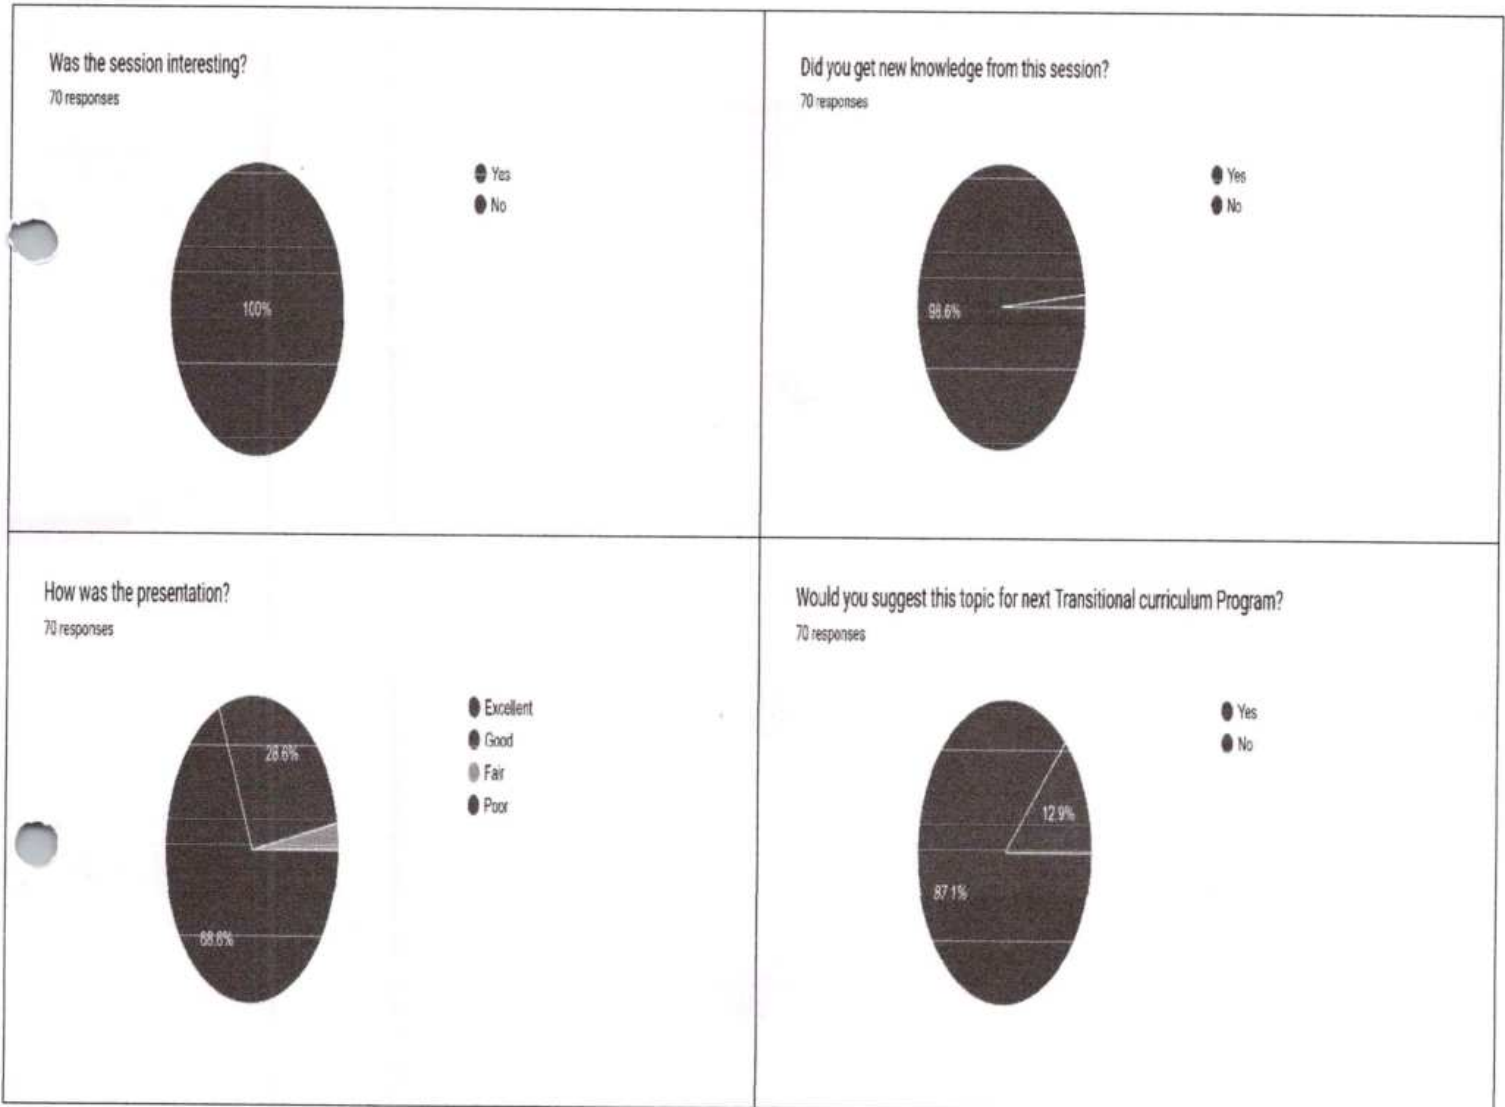 Was the session interesting?
70 responses
Yes
No
100%
Did you get new knowledge from this session?
70 responses
Yes
No
98.6%
How was the presentation?
70 responses
Excellent
Good
Fair
Poor
28.6%
68.6%
Would you suggest this topic for next Transitional curriculum Program?
70 responses
Yes
No
12.9%
87.1%